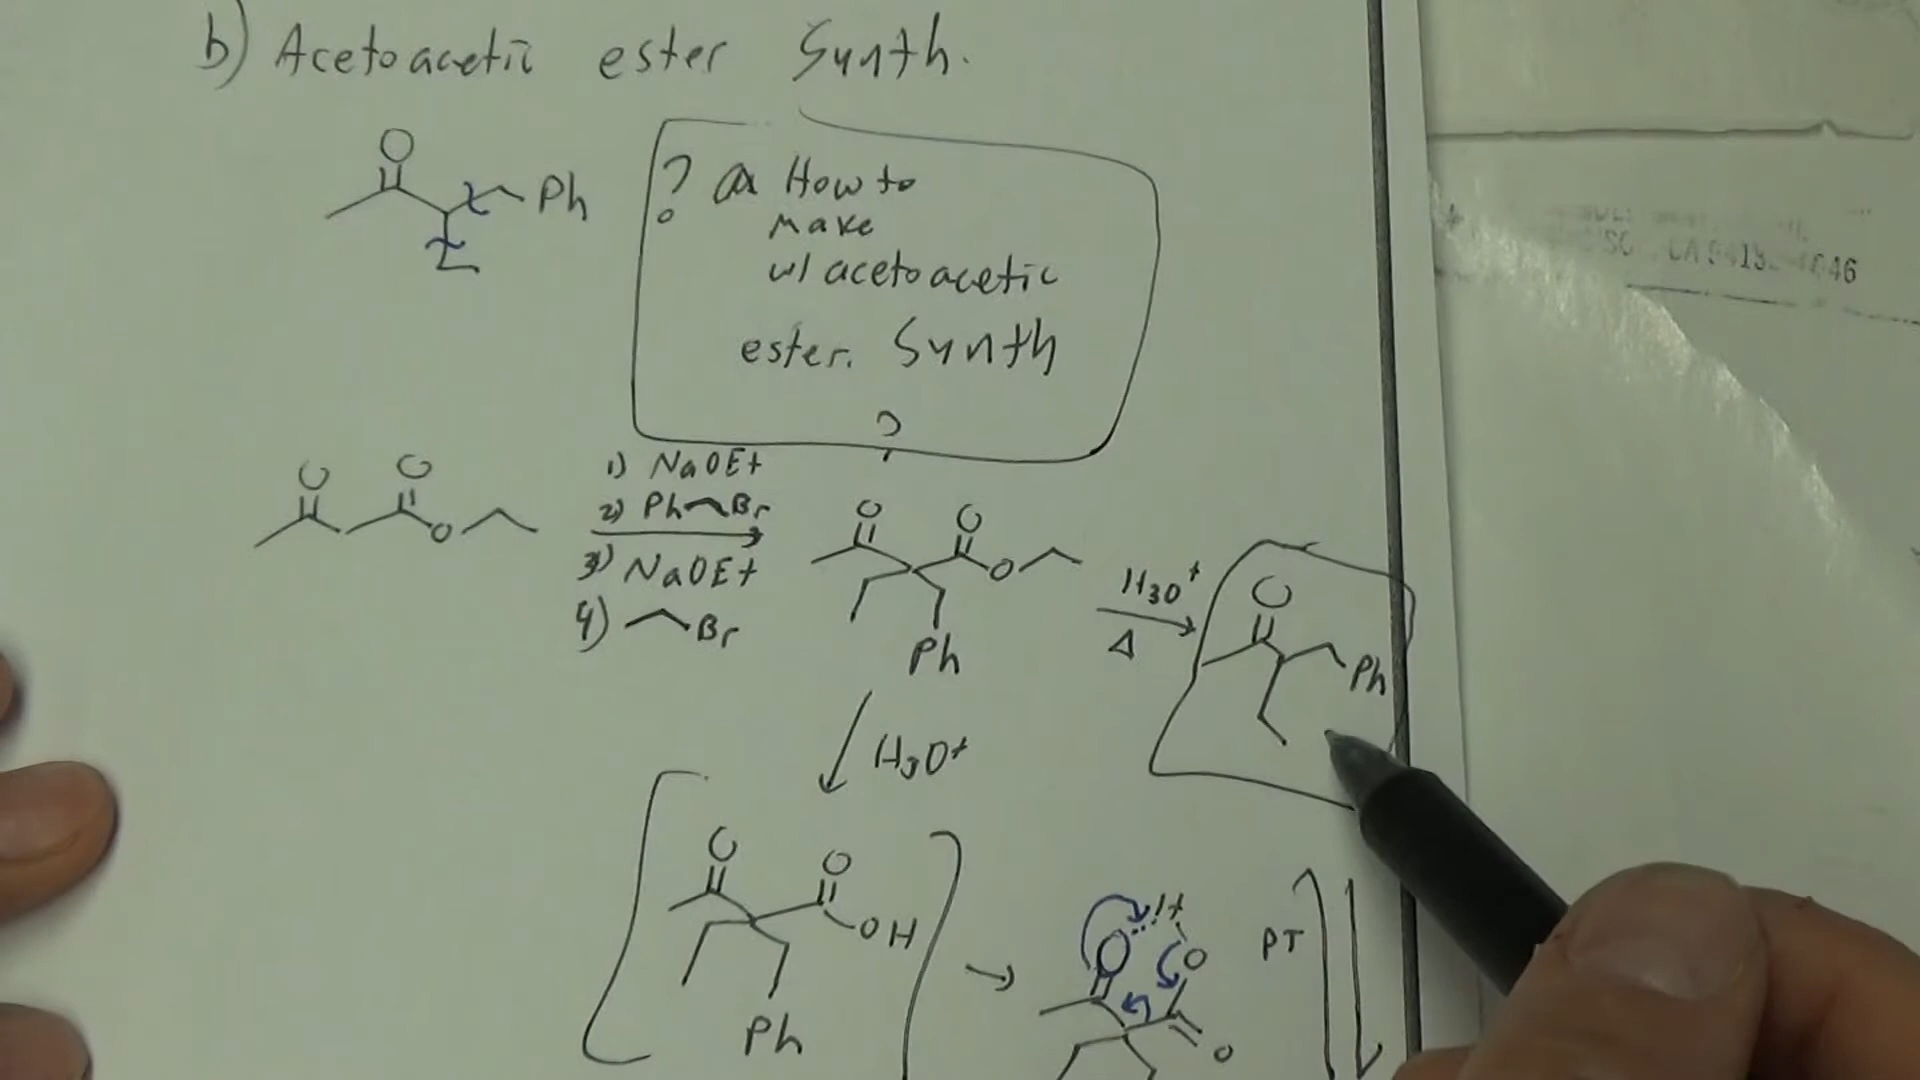 b) Acetoacetic ester Synth.
O
Ph
? How to
make
w/ acetoacetic
ester. Synth
?
1) NaOEt
2) Ph Br
3) NaOEt
4) Br
O O
O
O O
O
Ph
H3O+
Δ
O
Ph
H3O+
O O
OH
Ph
H
O O
O
PT